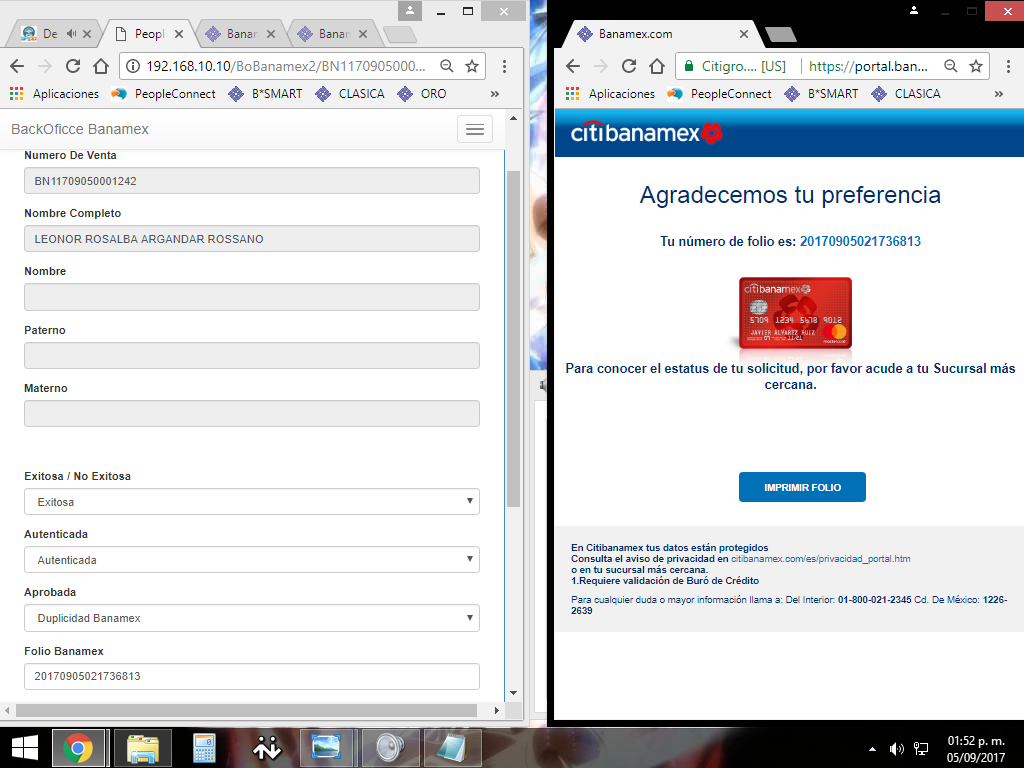 De
Peopl
Banan
Banan
192.168.10.10/BoBanamex2/BN1170905000...
Aplicaciones
PeopleConnect
B*SMART
CLASICA
ORO
»
BackOficce Banamex
Numero De Venta
BN11709050001242
Nombre Completo
LEONOR ROSALBA ARGANDAR ROSSANO
Nombre
Paterno
Materno
Exitosa / No Exitosa
Exitosa
Autenticada
Autenticada
Aprobada
Duplicidad Banamex
Folio Banamex
20170905021736813
Banamex.com
Citigro.... [US]
https://portal.ban...
Aplicaciones
PeopleConnect
B*SMART
CLASICA
»
citibanamex
Agradecemos tu preferencia
Tu número de folio es: 20170905021736813
citibanamex
5709 1234 5678 9012
JAVIER ALVAREZ RUIZ
Para conocer el estatus de tu solicitud, por favor acude a tu Sucursal más
cercana.
IMPRIMIR FOLIO
En Citibanamex tus datos están protegidos
Consulta el aviso de privacidad en citibanamex.com/es/privacidad_portal.htm
o en tu sucursal más cercana.
1.Requiere validación de Buró de Crédito
Para cualquier duda o mayor información llama a: Del Interior: 01-800-021-2345 Cd. De México: 1226-
2639
01:52 p. m.
05/09/2017